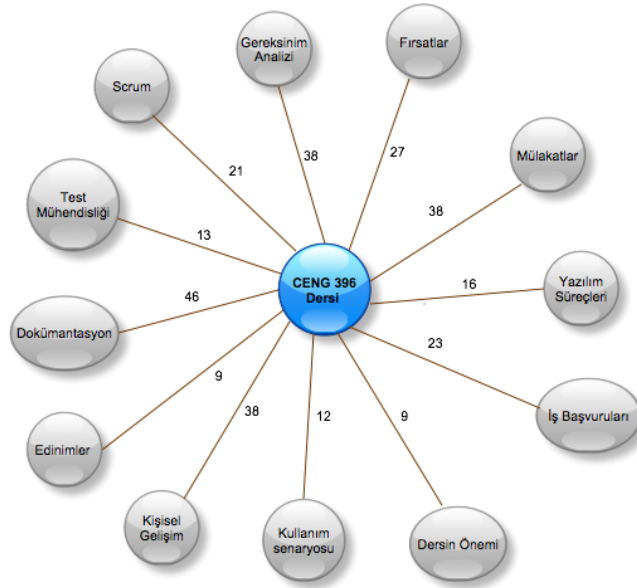 Gereksinim
Analizi
Fırsatlar
Scrum
Mülakatlar
38
27
21
38
Test
Mühendisliği
13
CENG 396
Dersi
16
Yazılım
Süreçleri
Dokümantasyon
46
23
9
38
12
9
İş Başvuruları
Edinimler
Kişisel
Gelişim
Kullanım
senaryosu
Dersin Önemi